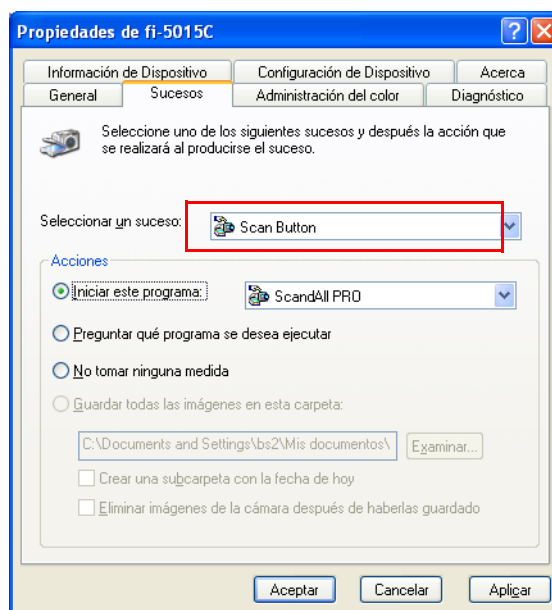 Propiedades de fi-5015C
Información de Dispositivo Configuración de Dispositivo Acerca
General Sucesos Administración del color Diagnóstico
Seleccione uno de los siguientes sucesos y después la acción que
se realizará al producirse el suceso.
Seleccionar un suceso: Scan Button
Acciones
Iniciar este programa: ScandAll PRO
Preguntar qué programa se desea ejecutar
No tomar ninguna medida
Guardar todas las imágenes en esta carpeta:
C:\Documents and Settings\bs2\Mis documentos\ Examinar...
Crear una subcarpeta con la fecha de hoy
Eliminar imágenes de la cámara después de haberlas guardado
Aceptar Cancelar Aplicar